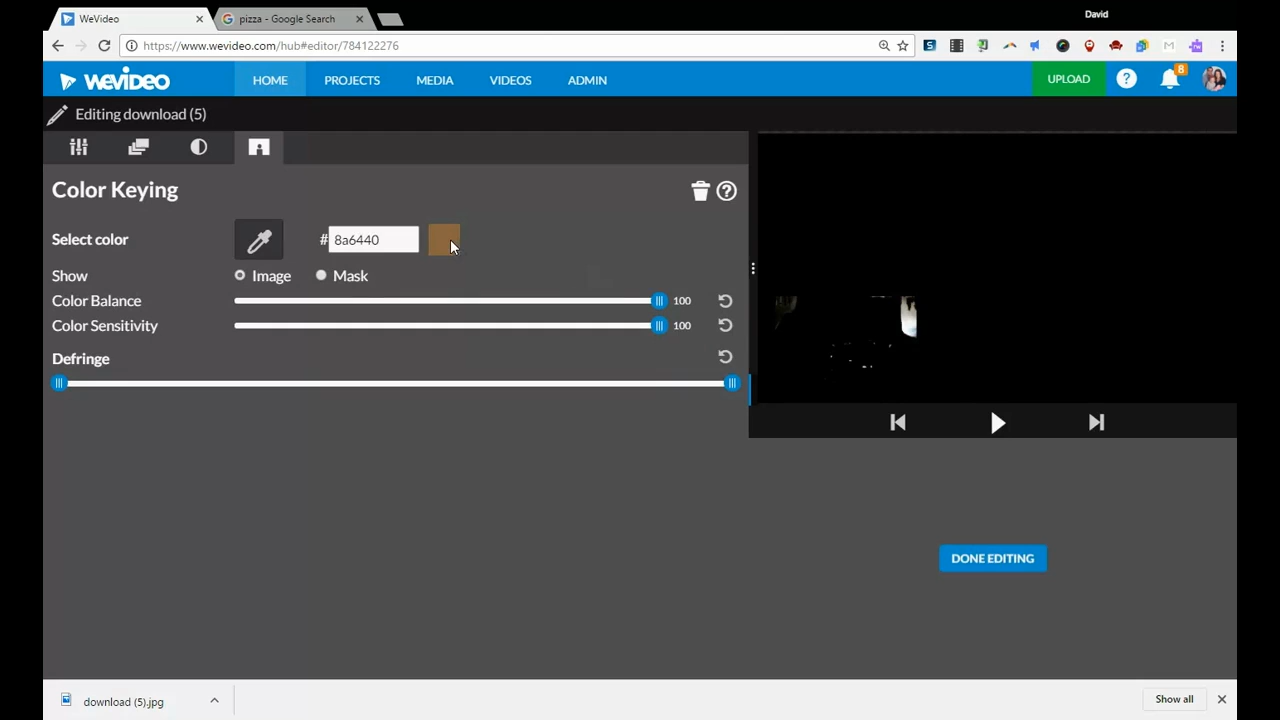 David
WeVideo
pizza - Google Search
https://www.wevideo.com/hub#editor/784122276
WEVIDEO
HOME
PROJECTS
MEDIA
VIDEOS
ADMIN
UPLOAD
?
8
Editing download (5)
Color Keying
?
Select color
#
8a6440
Show
Image
Mask
Color Balance
100
Color Sensitivity
100
Defringe
DONE EDITING
download (5).jpg
Show all